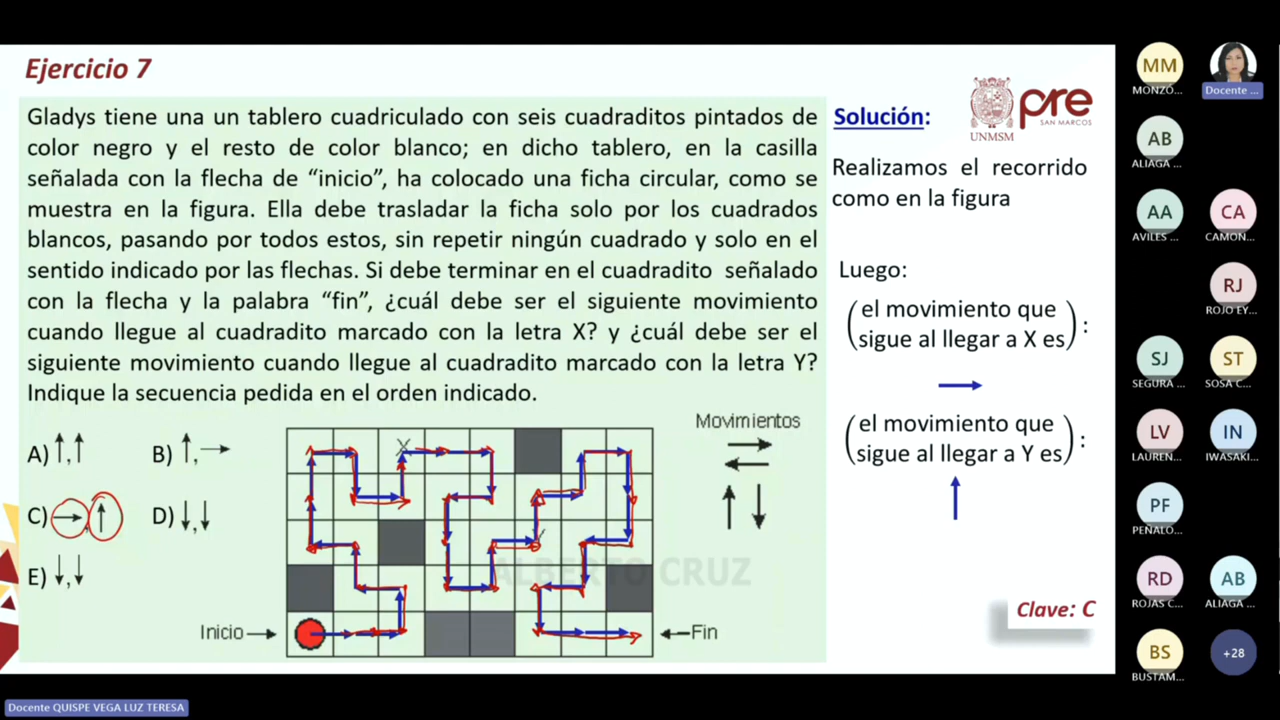 Ejercicio 7
Gladys tiene una un tablero cuadriculado con seis cuadraditos pintados de
color negro y el resto de color blanco; en dicho tablero, en la casilla
señalada con la flecha de “inicio”, ha colocado una ficha circular, como se
muestra en la figura. Ella debe trasladar la ficha solo por los cuadrados
blancos, pasando por todos estos, sin repetir ningún cuadrado y solo en el
sentido indicado por las flechas. Si debe terminar en el cuadradito señalado
con la flecha y la palabra “fin”, ¿cuál debe ser el siguiente movimiento
cuando llegue al cuadradito marcado con la letra X? y ¿cuál debe ser el
siguiente movimiento cuando llegue al cuadradito marcado con la letra Y?
Indique la secuencia pedida en el orden indicado.
A) ↑,↑ B) ↑,→
C) →,↑ D) ↓,↓
E) ↓,↓
X
Y
Inicio →
← Fin
Movimientos
→
←
↑ ↓
ALBERTO CRUZ
Solución:
UNMSM
pre
SAN MARCOS
Realizamos el recorrido
como en la figura
Luego:
(el movimiento que
sigue al llegar a X es) :
→
(el movimiento que
sigue al llegar a Y es) :
↑
Clave: C
MM
MONZO...
Docente ...
AB
ALIAGA ...
AA
AVILES ...
CA
CAMON...
RJ
ROJO EY...
SJ
SEGURA ...
ST
SOSA C...
LV
LAUREN...
IN
IWASAKI...
PF
PEÑALO...
RD
ROJAS C...
AB
ALIAGA ...
BS
BUSTAM...
+28
Docente QUISPE VEGA LUZ TERESA